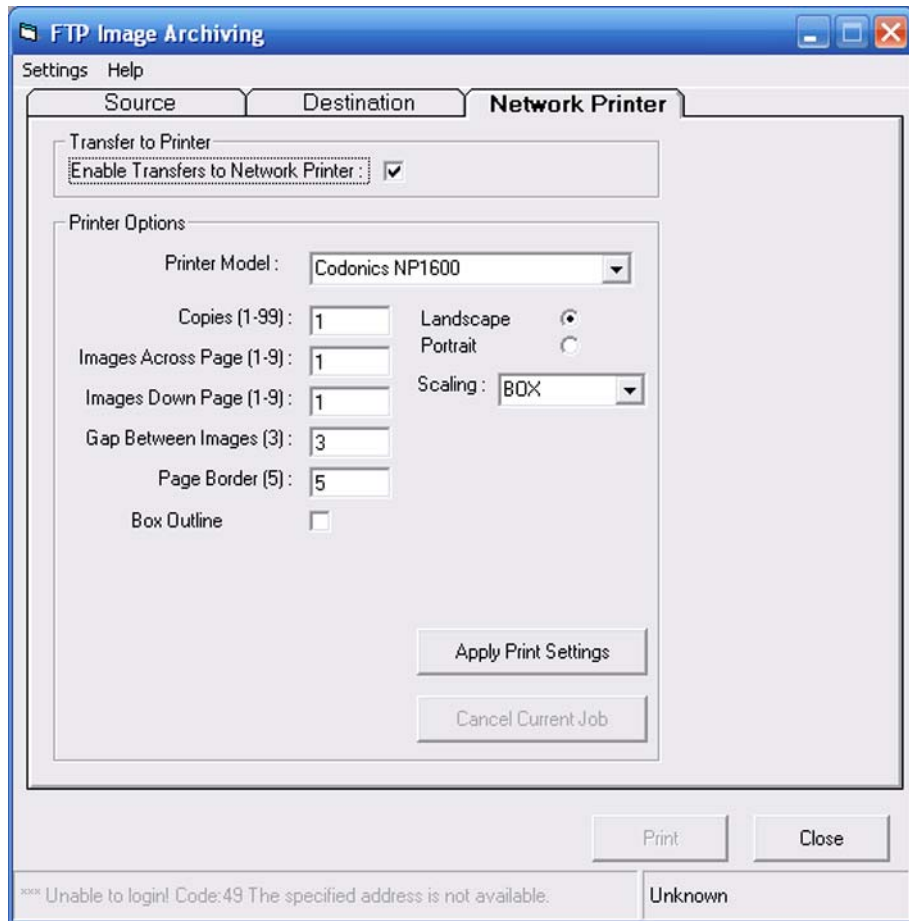 FTP Image Archiving
Settings Help
Source Destination Network Printer
Transfer to Printer
Enable Transfers to Network Printer :
Printer Options
Printer Model : Codonics NP1600
Copies (1-99) : 1 Landscape
Portrait
Images Across Page (1-9) : 1
Scaling : BOX
Images Down Page (1-9) : 1
Gap Between Images (3) : 3
Page Border (5) : 5
Box Outline
Apply Print Settings
Cancel Current Job
Print Close
*** Unable to login! Code:49 The specified address is not available. Unknown